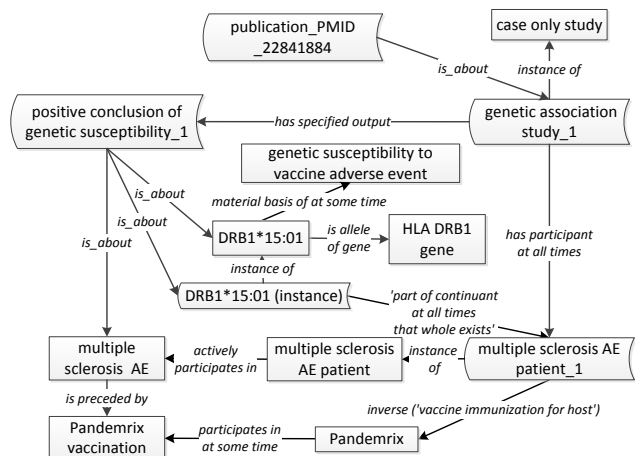 publication_PMID
_22841884
case only study
is_about
instance of
positive conclusion of
genetic susceptibility_1
has specified output
genetic association
study_1
genetic susceptibility to
vaccine adverse event
is_about
material basis of at some time
is_about
DRB1*15:01
is allele
of gene
HLA DRB1
gene
has participant
at all times
is_about
instance of
DRB1*15:01 (instance)
'part of continuant
at all times
that whole exists'
multiple
sclerosis AE
actively
participates in
multiple sclerosis
AE patient
instance
of
multiple sclerosis AE
patient_1
is preceded by
inverse ('vaccine immunization for host')
Pandemrix
vaccination
participates in
at some time
Pandemrix